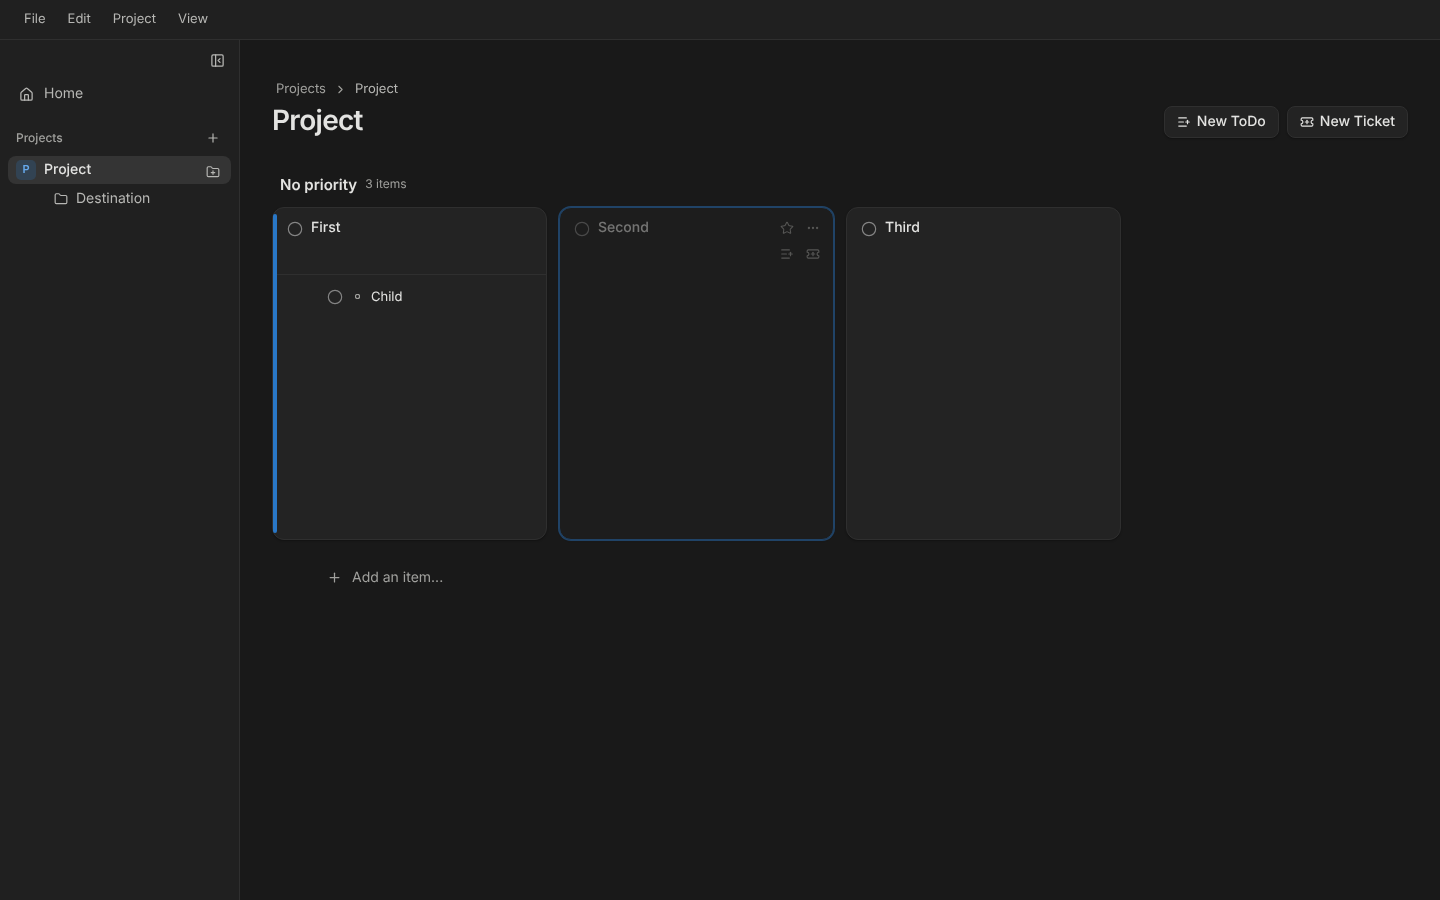 File Edit Project View
Home
Projects
P Project
Destination
Projects > Project
Project
New ToDo New Ticket
No priority 3 items
First Second Third
Child
Add an item...